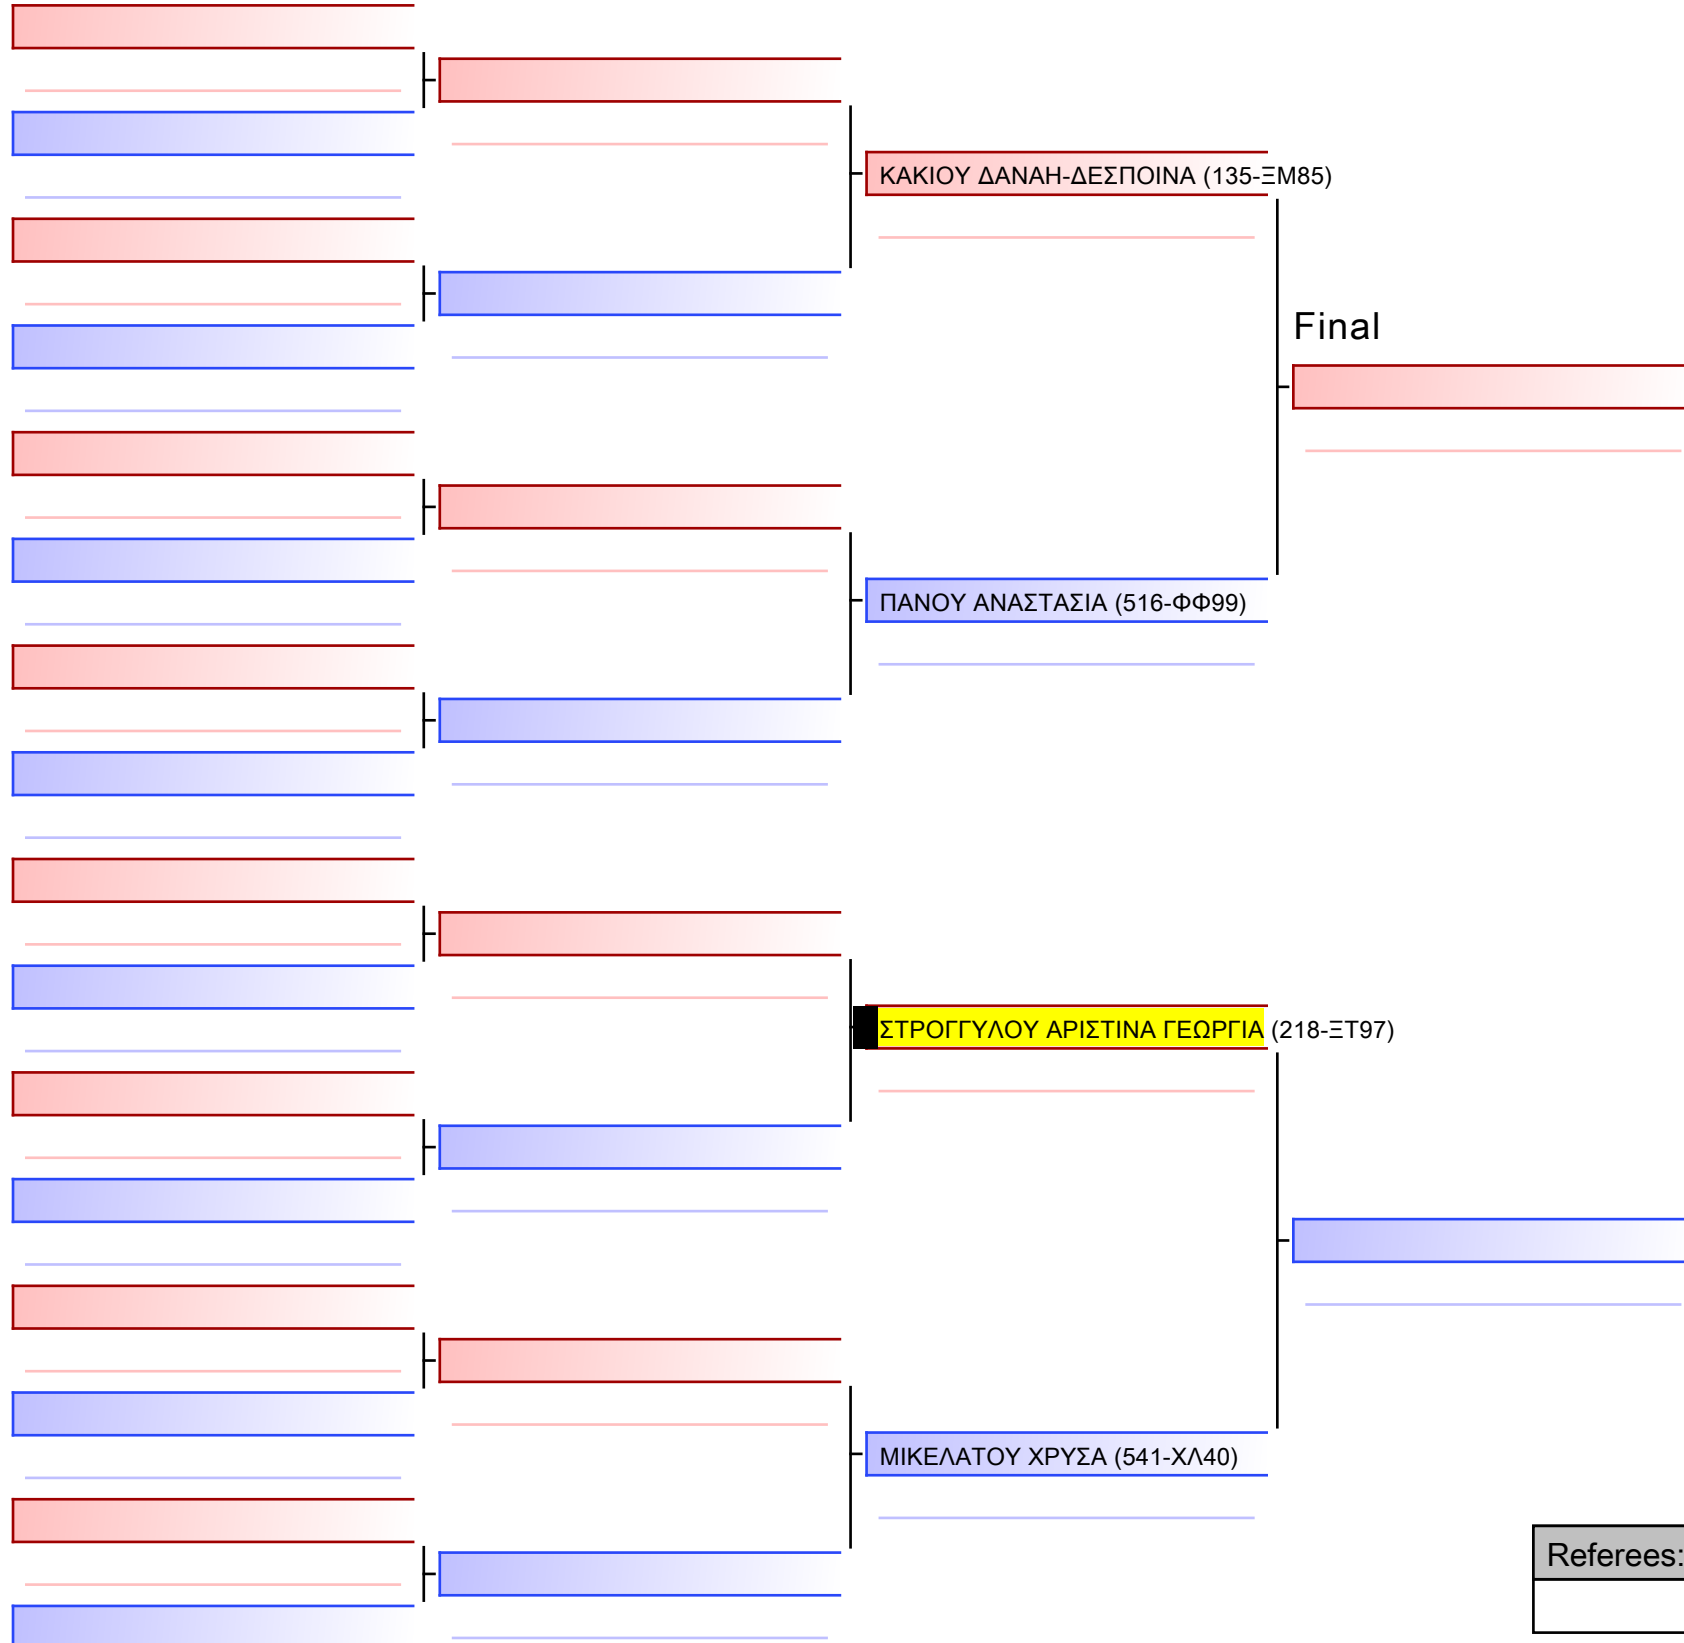 ΚΑΚΙΟΥ ΔΑΝΑΗ-ΔΕΣΠΟΙΝΑ (135-ΞΜ85)
Final
ΠΑΝΟΥ ΑΝΑΣΤΑΣΙΑ (516-ΦΦ99)
ΣΤΡΟΓΓΥΛΟΥ ΑΡΙΣΤΙΝΑ ΓΕΩΡΓΙΑ (218-ΞΤ97)
ΜΙΚΕΛΑΤΟΥ ΧΡΥΣΑ (541-ΧΛ40)
Referees: